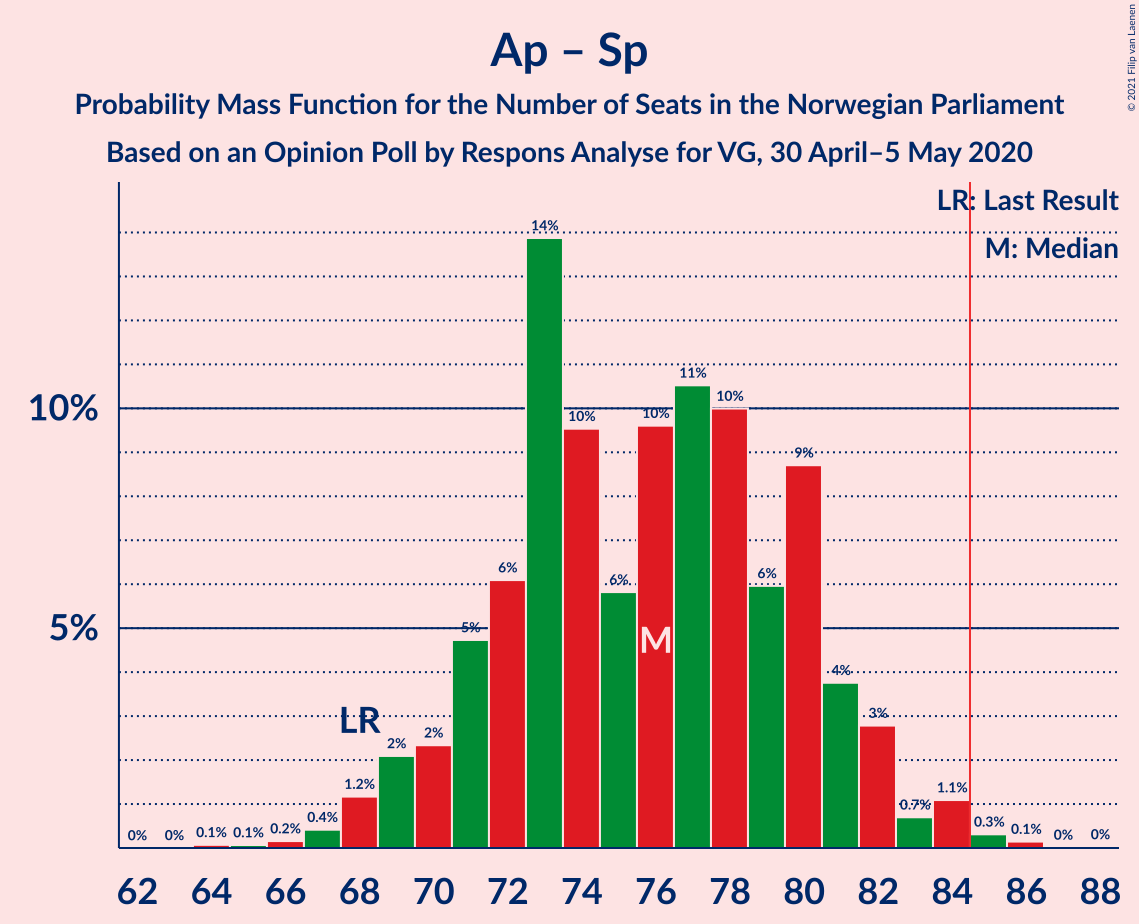 Ap – Sp
Probability Mass Function for the Number of Seats in the Norwegian Parliament
Based on an Opinion Poll by Respons Analyse for VG, 30 April–5 May 2020
© 2021 Filip van Laenen
LR: Last Result
M: Median
10%
5%
0% 0% 0.1% 0.1% 0.2% 0.4% 1.2% 2% 2% 5% 6% 14% 10% 6% 10% 11% 10% 6% 9% 4% 3% 0.7% 1.1% 0.3% 0.1% 0% 0%
LR
M
62 64 66 68 70 72 74 76 78 80 82 84 86 88